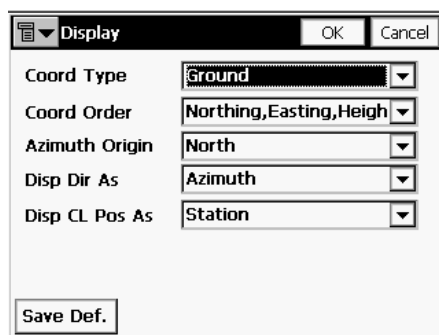 Display OK Cancel
Coord Type Ground
Coord Order Northing,Easting,Heigh
Azimuth Origin North
Disp Dir As Azimuth
Disp CL Pos As Station
Save Def.